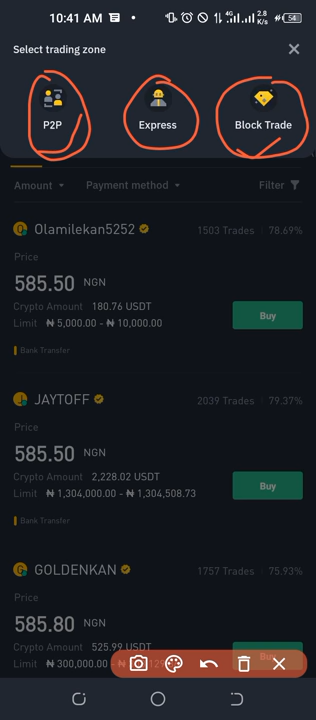 10:41 AM 4G 2.8 K/s 54
Select trading zone
P2P Express Block Trade
Amount Payment method Filter
Olamilekan5252 1503 Trades 78.69%
Price
585.50 NGN
Crypto Amount 180.76 USDT
Limit ₦ 5,000.00 - ₦ 10,000.00
Buy
Bank Transfer
JAYTOFF 2039 Trades 79.37%
Price
585.50 NGN
Crypto Amount 2,228.02 USDT
Limit ₦ 1,304,000.00 - ₦ 1,304,508.73
Buy
Bank Transfer
GOLDENKAN 1757 Trades 75.93%
Price
585.80 NGN
Crypto Amount 525.99 USDT
Limit ₦ 300,000.00